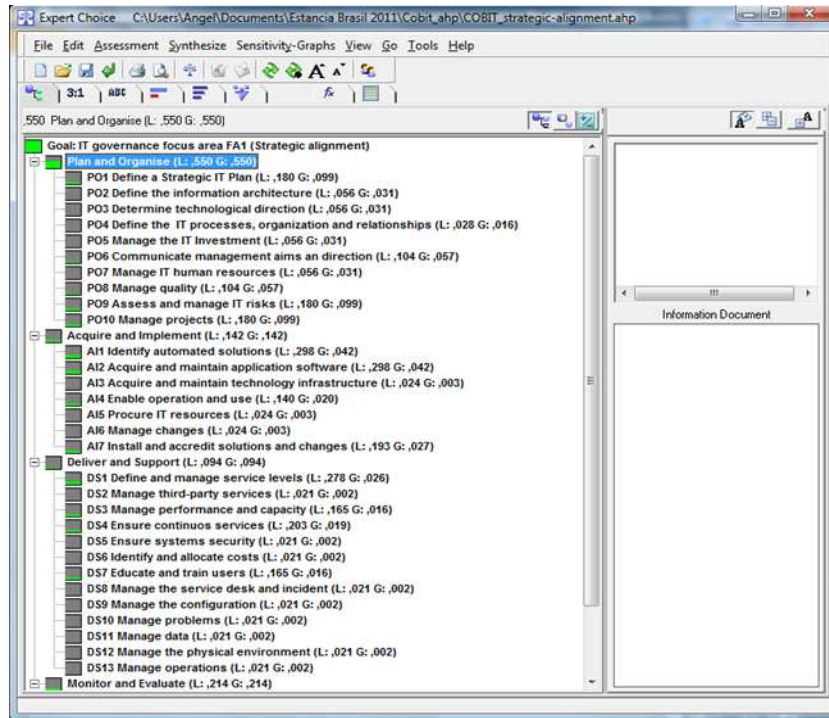 Expert Choice C:\Users\Angel\Documents\Estancia Brasil 2011\Cobit_ahp\COBIT_strategic-alignment.ahp
File Edit Assessment Synthesize Sensitivity-Graphs View Go Tools Help
3:1 ABC fx
,550 Plan and Organise (L: ,550 G: ,550)
Goal: IT governance focus area FA1 (Strategic alignment)
Plan and Organise (L: ,550 G: ,550)
PO1 Define a Strategic IT Plan (L: ,180 G: ,099)
PO2 Define the information architecture (L: ,056 G: ,031)
PO3 Determine technological direction (L: ,056 G: ,031)
PO4 Define the IT processes, organization and relationships (L: ,028 G: ,016)
PO5 Manage the IT Investment (L: ,056 G: ,031)
PO6 Communicate management aims an direction (L: ,104 G: ,057)
PO7 Manage IT human resources (L: ,056 G: ,031)
PO8 Manage quality (L: ,104 G: ,057)
PO9 Assess and manage IT risks (L: ,180 G: ,099)
PO10 Manage projects (L: ,180 G: ,099)
Acquire and Implement (L: ,142 G: ,142)
AI1 Identify automated solutions (L: ,298 G: ,042)
AI2 Acquire and maintain application software (L: ,298 G: ,042)
AI3 Acquire and maintain technology infrastructure (L: ,024 G: ,003)
AI4 Enable operation and use (L: ,140 G: ,020)
AI5 Procure IT resources (L: ,024 G: ,003)
AI6 Manage changes (L: ,024 G: ,003)
AI7 Install and accredit solutions and changes (L: ,193 G: ,027)
Deliver and Support (L: ,094 G: ,094)
DS1 Define and manage service levels (L: ,278 G: ,026)
DS2 Manage third-party services (L: ,021 G: ,002)
DS3 Manage performance and capacity (L: ,165 G: ,016)
DS4 Ensure continuos services (L: ,203 G: ,019)
DS5 Ensure systems security (L: ,021 G: ,002)
DS6 Identify and allocate costs (L: ,021 G: ,002)
DS7 Educate and train users (L: ,165 G: ,016)
DS8 Manage the service desk and incident (L: ,021 G: ,002)
DS9 Manage the configuration (L: ,021 G: ,002)
DS10 Manage problems (L: ,021 G: ,002)
DS11 Manage data (L: ,021 G: ,002)
DS12 Manage the physical environment (L: ,021 G: ,002)
DS13 Manage operations (L: ,021 G: ,002)
Monitor and Evaluate (L: ,214 G: ,214)
Information Document